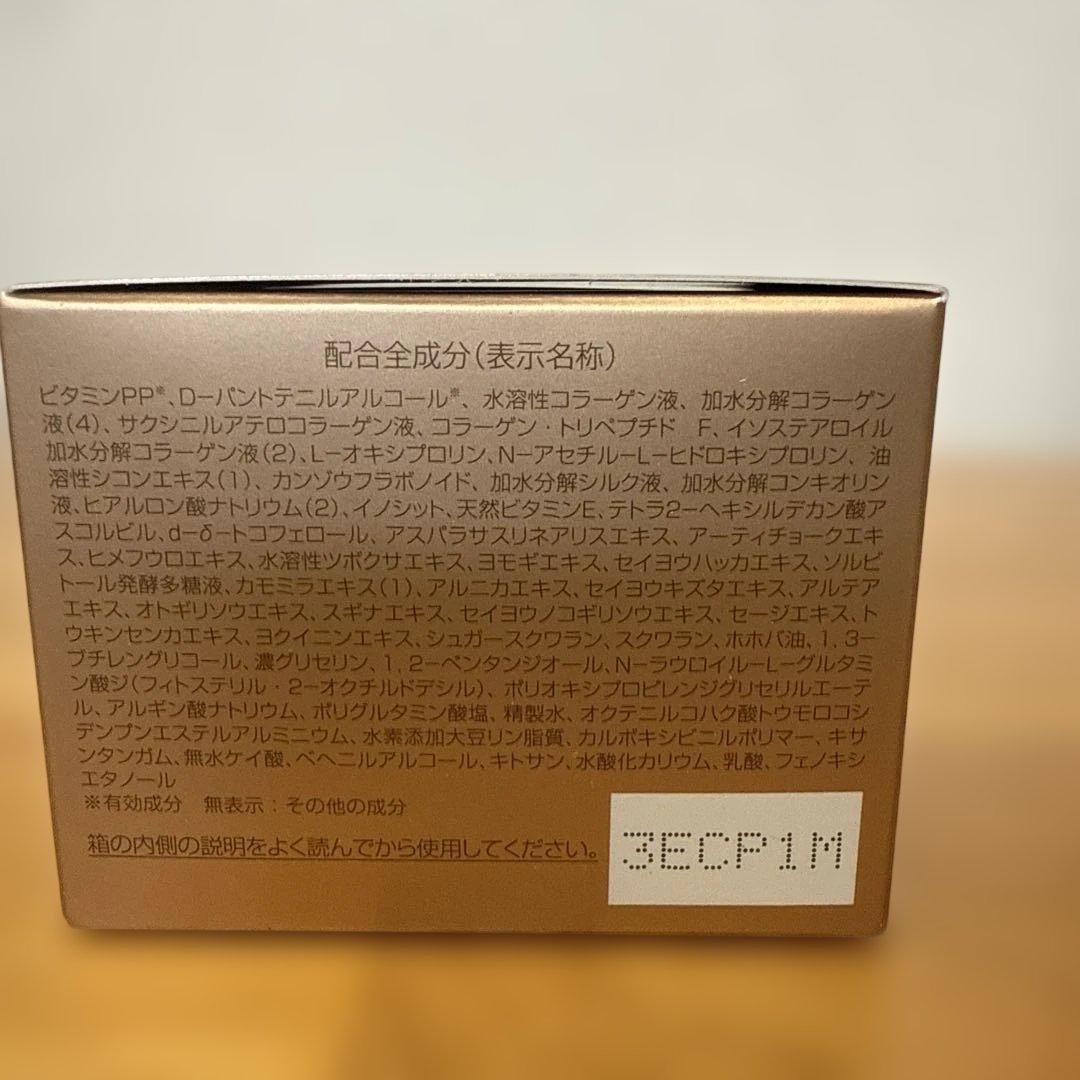 配合全成分(表示名称)
ビタミンPP※、D-パントテニルアルコール※、水溶性コラーゲン液、加水分解コラーゲン
液(4)、サクシニルアテロコラーゲン液、コラーゲン・トリペプチド F、イソステアロイル
加水分解コラーゲン液(2)、L-オキシプロリン、N-アセチル-L-ヒドロキシプロリン、油
溶性シコンエキス(1)、カンゾウフラボノイド、加水分解シルク液、加水分解コンキオリン
液、ヒアルロン酸ナトリウム(2)、イノシット、天然ビタミンE、テトラ2-ヘキシルデカン酸ア
スコルビル、d-δ-トコフェロール、アスパラサスリネアリスエキス、アーティチョークエキ
ス、ヒメフウロエキス、水溶性ツボクサエキス、ヨモギエキス、セイヨウハッカエキス、ソルビ
トール発酵多糖液、カモミラエキス(1)、アルニカエキス、セイヨウキズタエキス、アルテア
エキス、オトギリソウエキス、スギナエキス、セイヨウノコギリソウエキス、セージエキス、ト
ウキンセンカエキス、ヨクイニンエキス、シュガースクワラン、スクワラン、ホホバ油、1,3-
ブチレングリコール、濃グリセリン、1,2-ペンタンジオール、N-ラウロイル-L-グルタミ
ン酸ジ(フィトステリル・2-オクチルドデシル)、ポリオキシプロピレンジグリセリルエーテ
ル、アルギン酸ナトリウム、ポリグルタミン酸塩、精製水、オクテニルコハク酸トウモロコシ
デンプンエステルアルミニウム、水素添加大豆リン脂質、カルボキシビニルポリマー、キサ
ンタンガム、無水ケイ酸、ベヘニルアルコール、キトサン、水酸化カリウム、乳酸、フェノキシ
エタノール
※有効成分 無表示:その他の成分
箱の内側の説明をよく読んでから使用してください。
3ECP1M